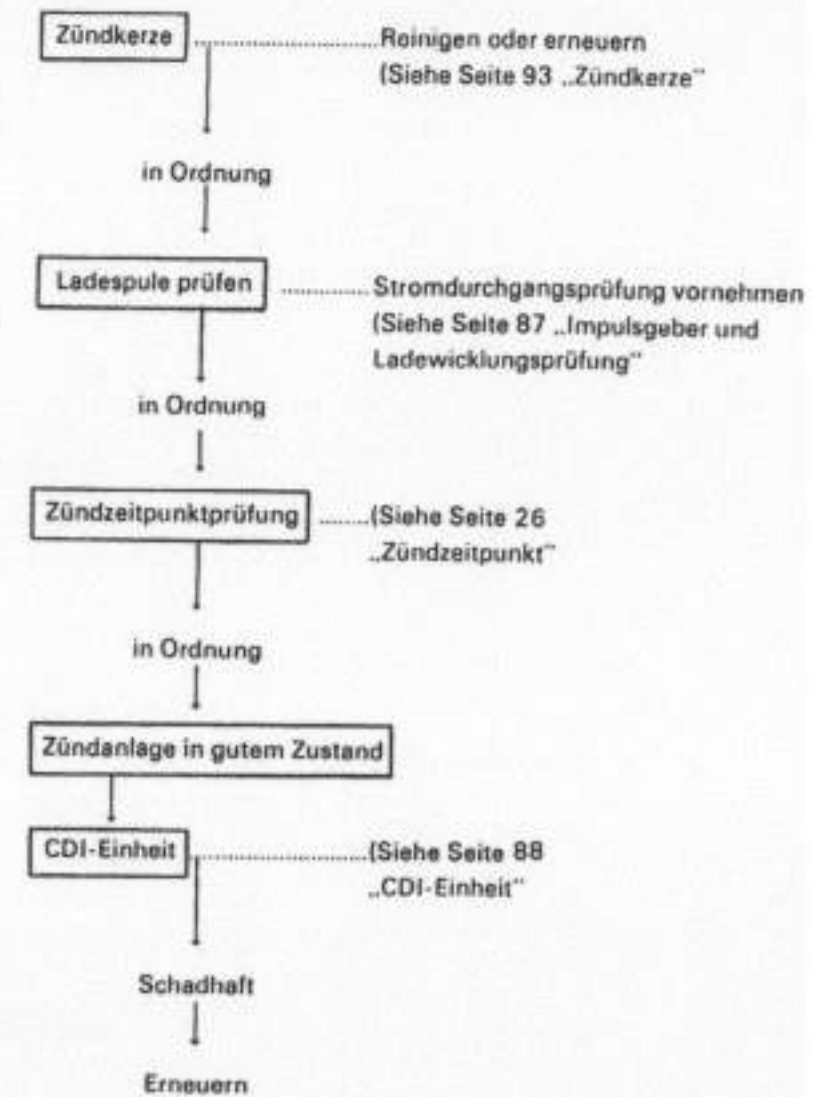 Zündkerze ....................Reinigen oder erneuern
(Siehe Seite 93 „Zündkerze"
in Ordnung
Ladespule prüfen ..........Stromdurchgangsprüfung vornehmen
(Siehe Seite 87 „Impulsgeber und
Ladewicklungsprüfung"
in Ordnung
Zündzeitpunktprüfung ........(Siehe Seite 26
„Zündzeitpunkt"
in Ordnung
Zündanlage in gutem Zustand
CDI-Einheit ....................(Siehe Seite 88
„CDI-Einheit"
Schadhaft
Erneuern